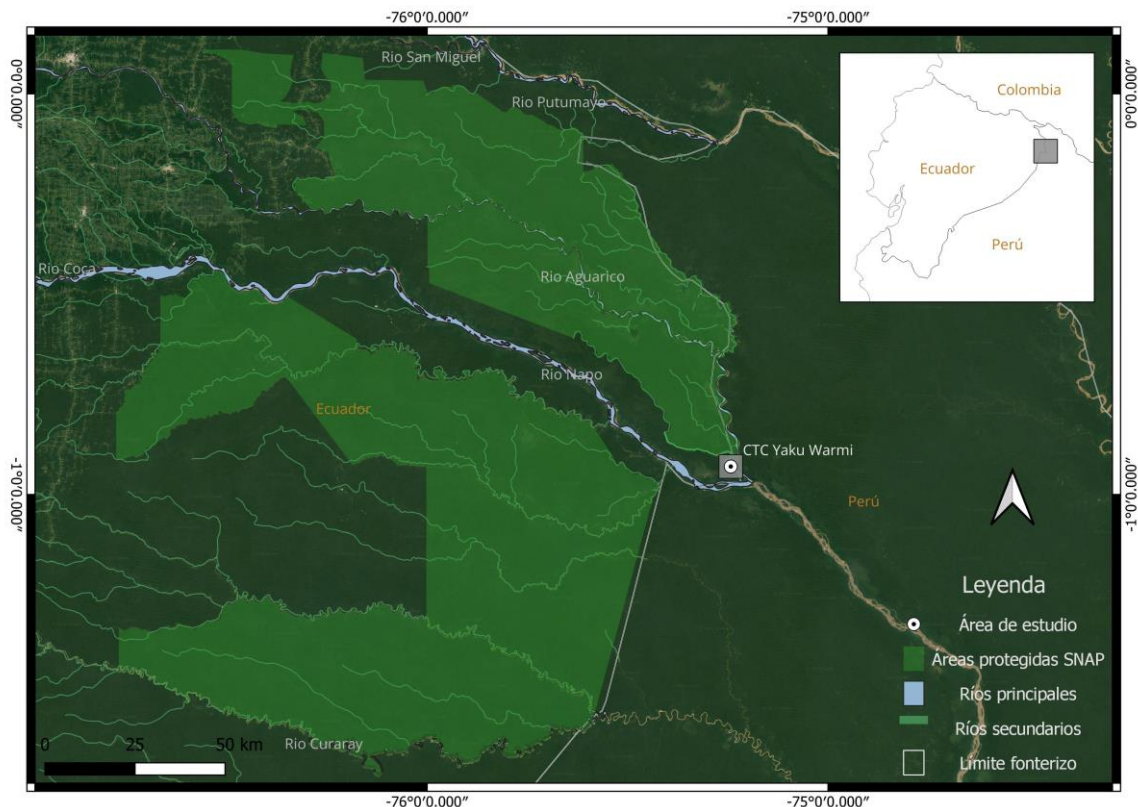 -76°0'0.000"
-75°0'0.000"
0°0'0.000"
0°0'0.000"
Rio San Miguel
Rio Putumayo
Colombia
Ecuador
Perú
Rio Coca
Rio Aguarico
Rio Napo
Ecuador
CTC Yaku Warmi
-1°0'0.000"
-1°0'0.000"
Perú
Leyenda
Área de estudio
Áreas protegidas SNAP
Ríos principales
Ríos secundarios
Límite fonterizo
Rio Curaray
0 25 50 km
-76°0'0.000"
-75°0'0.000"